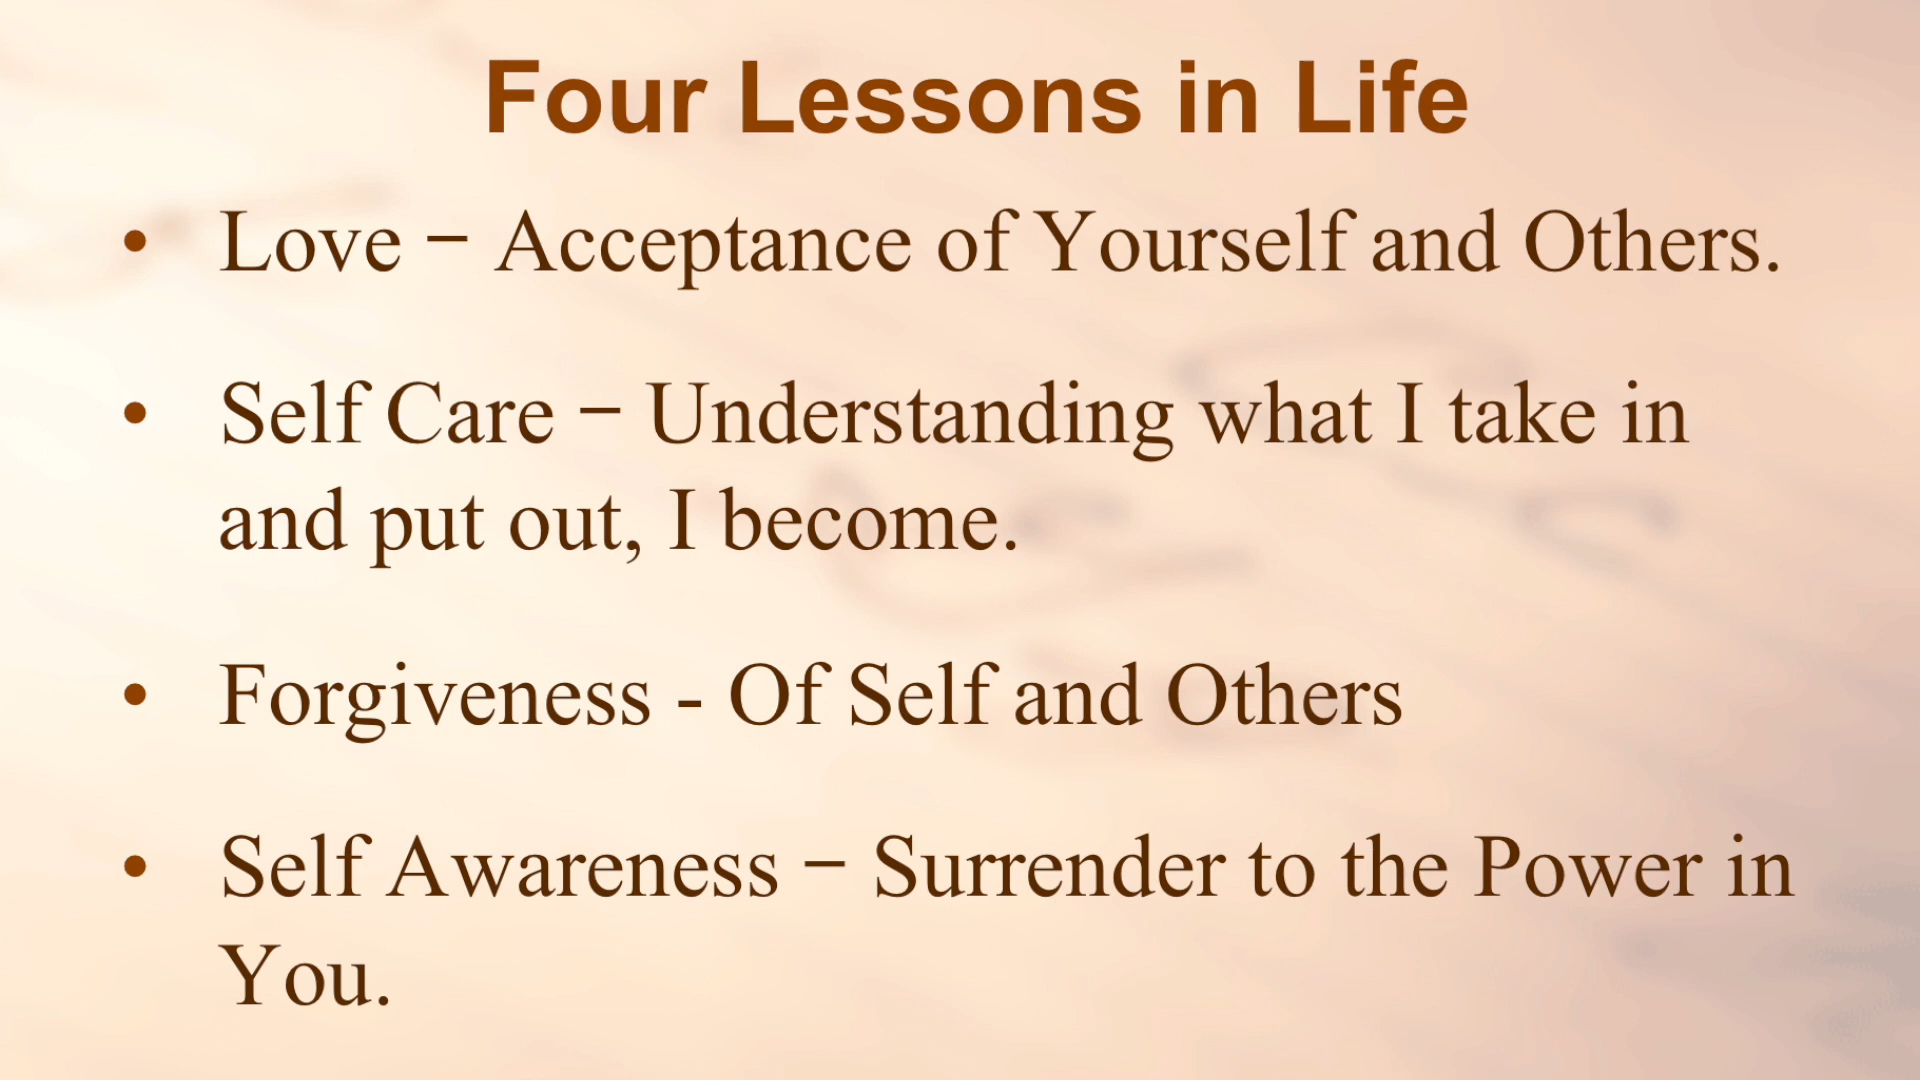 Four Lessons in Life
• Love – Acceptance of Yourself and Others.
• Self Care – Understanding what I take in
and put out, I become.
• Forgiveness - Of Self and Others
• Self Awareness – Surrender to the Power in
You.